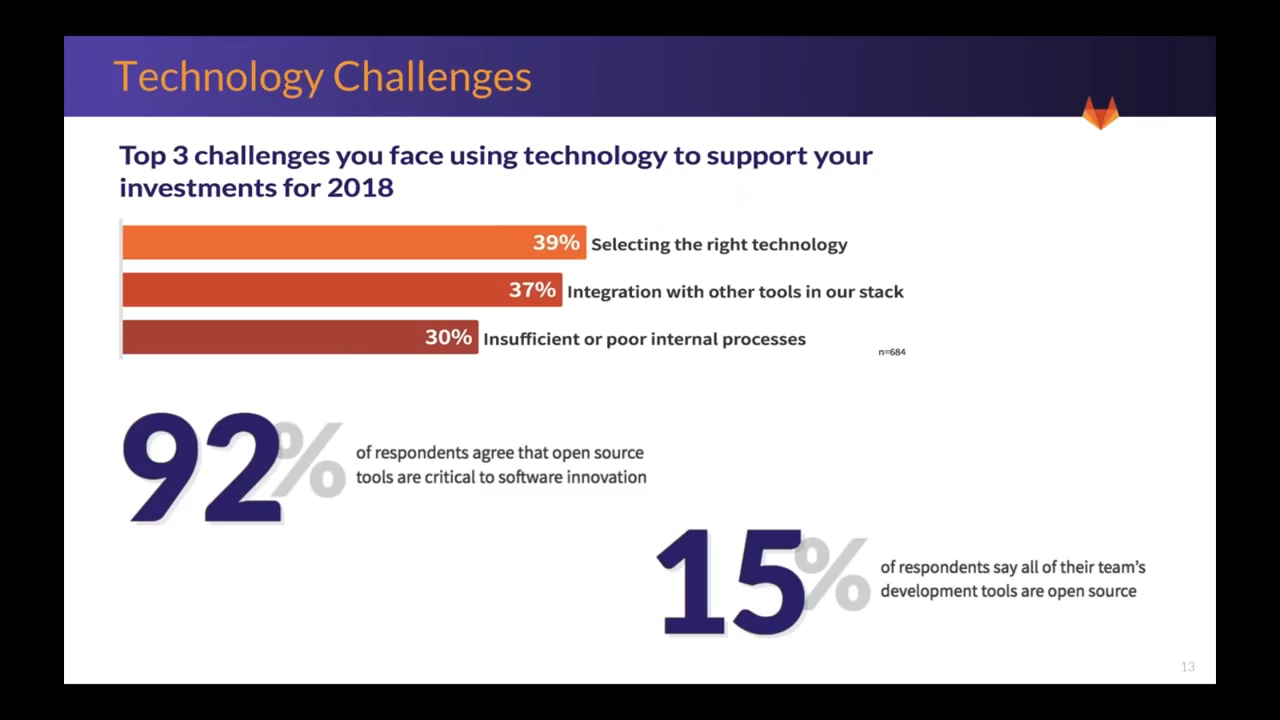 Technology Challenges
Top 3 challenges you face using technology to support your
investments for 2018
39% Selecting the right technology
37% Integration with other tools in our stack
30% Insufficient or poor internal processes
n=684
92% of respondents agree that open source
tools are critical to software innovation
15% of respondents say all of their team's
development tools are open source
13